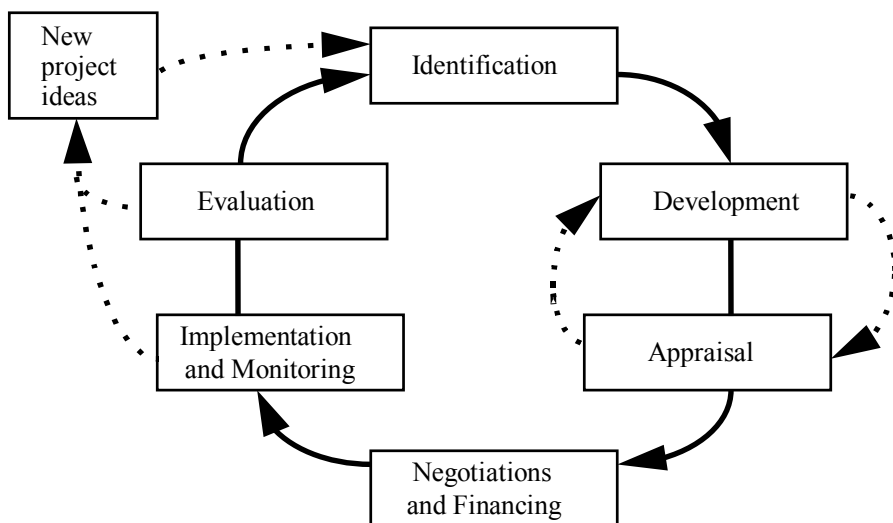 New
project
ideas
Identification
Evaluation
Development
Implementation
and Monitoring
Appraisal
Negotiations
and Financing